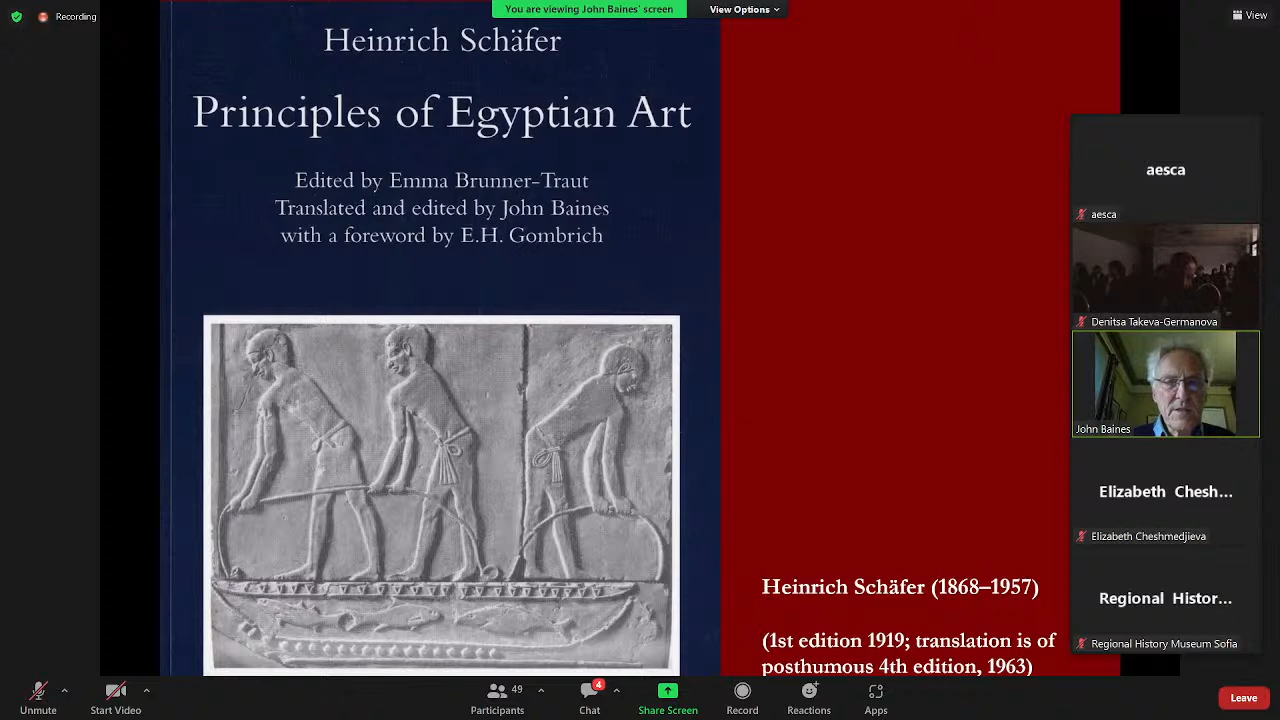 You are viewing John Baines' screen
View Options
Recording
View
Heinrich Schäfer
Principles of Egyptian Art
Edited by Emma Brunner-Traut
Translated and edited by John Baines
with a foreword by E.H. Gombrich
Heinrich Schäfer (1868–1957)
(1st edition 1919; translation is of
posthumous 4th edition, 1963)
aesca
aesca
Denitsa Takeva-Germanova
John Baines
Elizabeth Chesh...
Elizabeth Cheshmedjieva
Regional Histor...
Regional History Museum Sofia
Unmute
Start Video
49
Participants
4
Chat
Share Screen
Record
Reactions
Apps
Leave